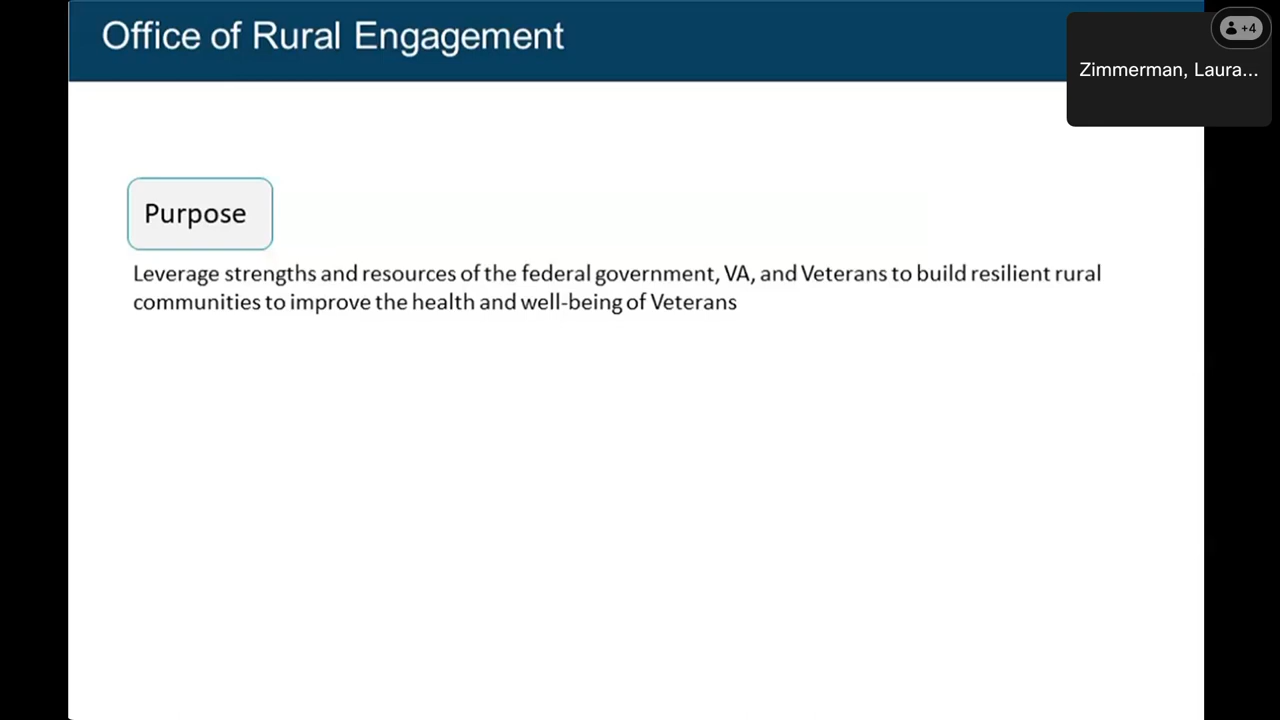 Office of Rural Engagement
+4
Zimmerman, Laura...
Purpose
Leverage strengths and resources of the federal government, VA, and Veterans to build resilient rural
communities to improve the health and well-being of Veterans